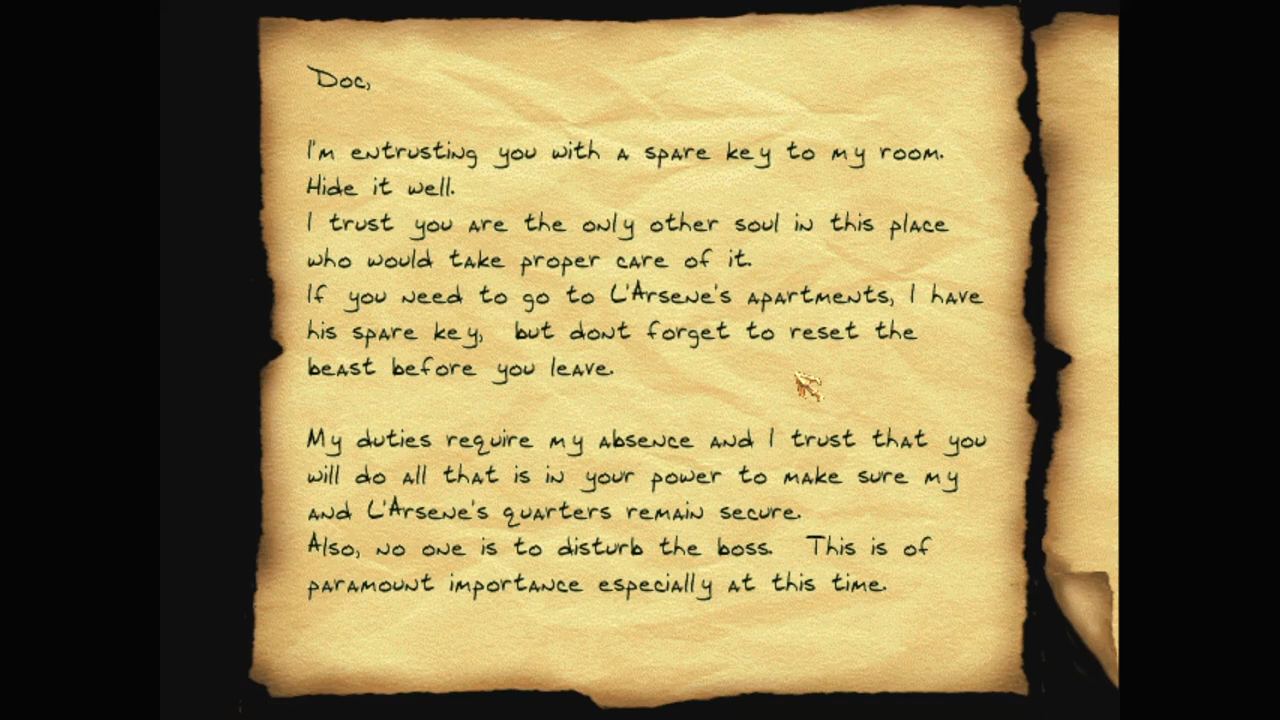 Doc,
I'm entrusting you with a spare key to my room.
Hide it well.
I trust you are the only other soul in this place
who would take proper care of it.
If you need to go to L'Arsene's apartments, I have
his spare key, but dont forget to reset the
beast before you leave.
My duties require my absence and I trust that you
will do all that is in your power to make sure my
and L'Arsene's quarters remain secure.
Also, no one is to disturb the boss. This is of
paramount importance especially at this time.